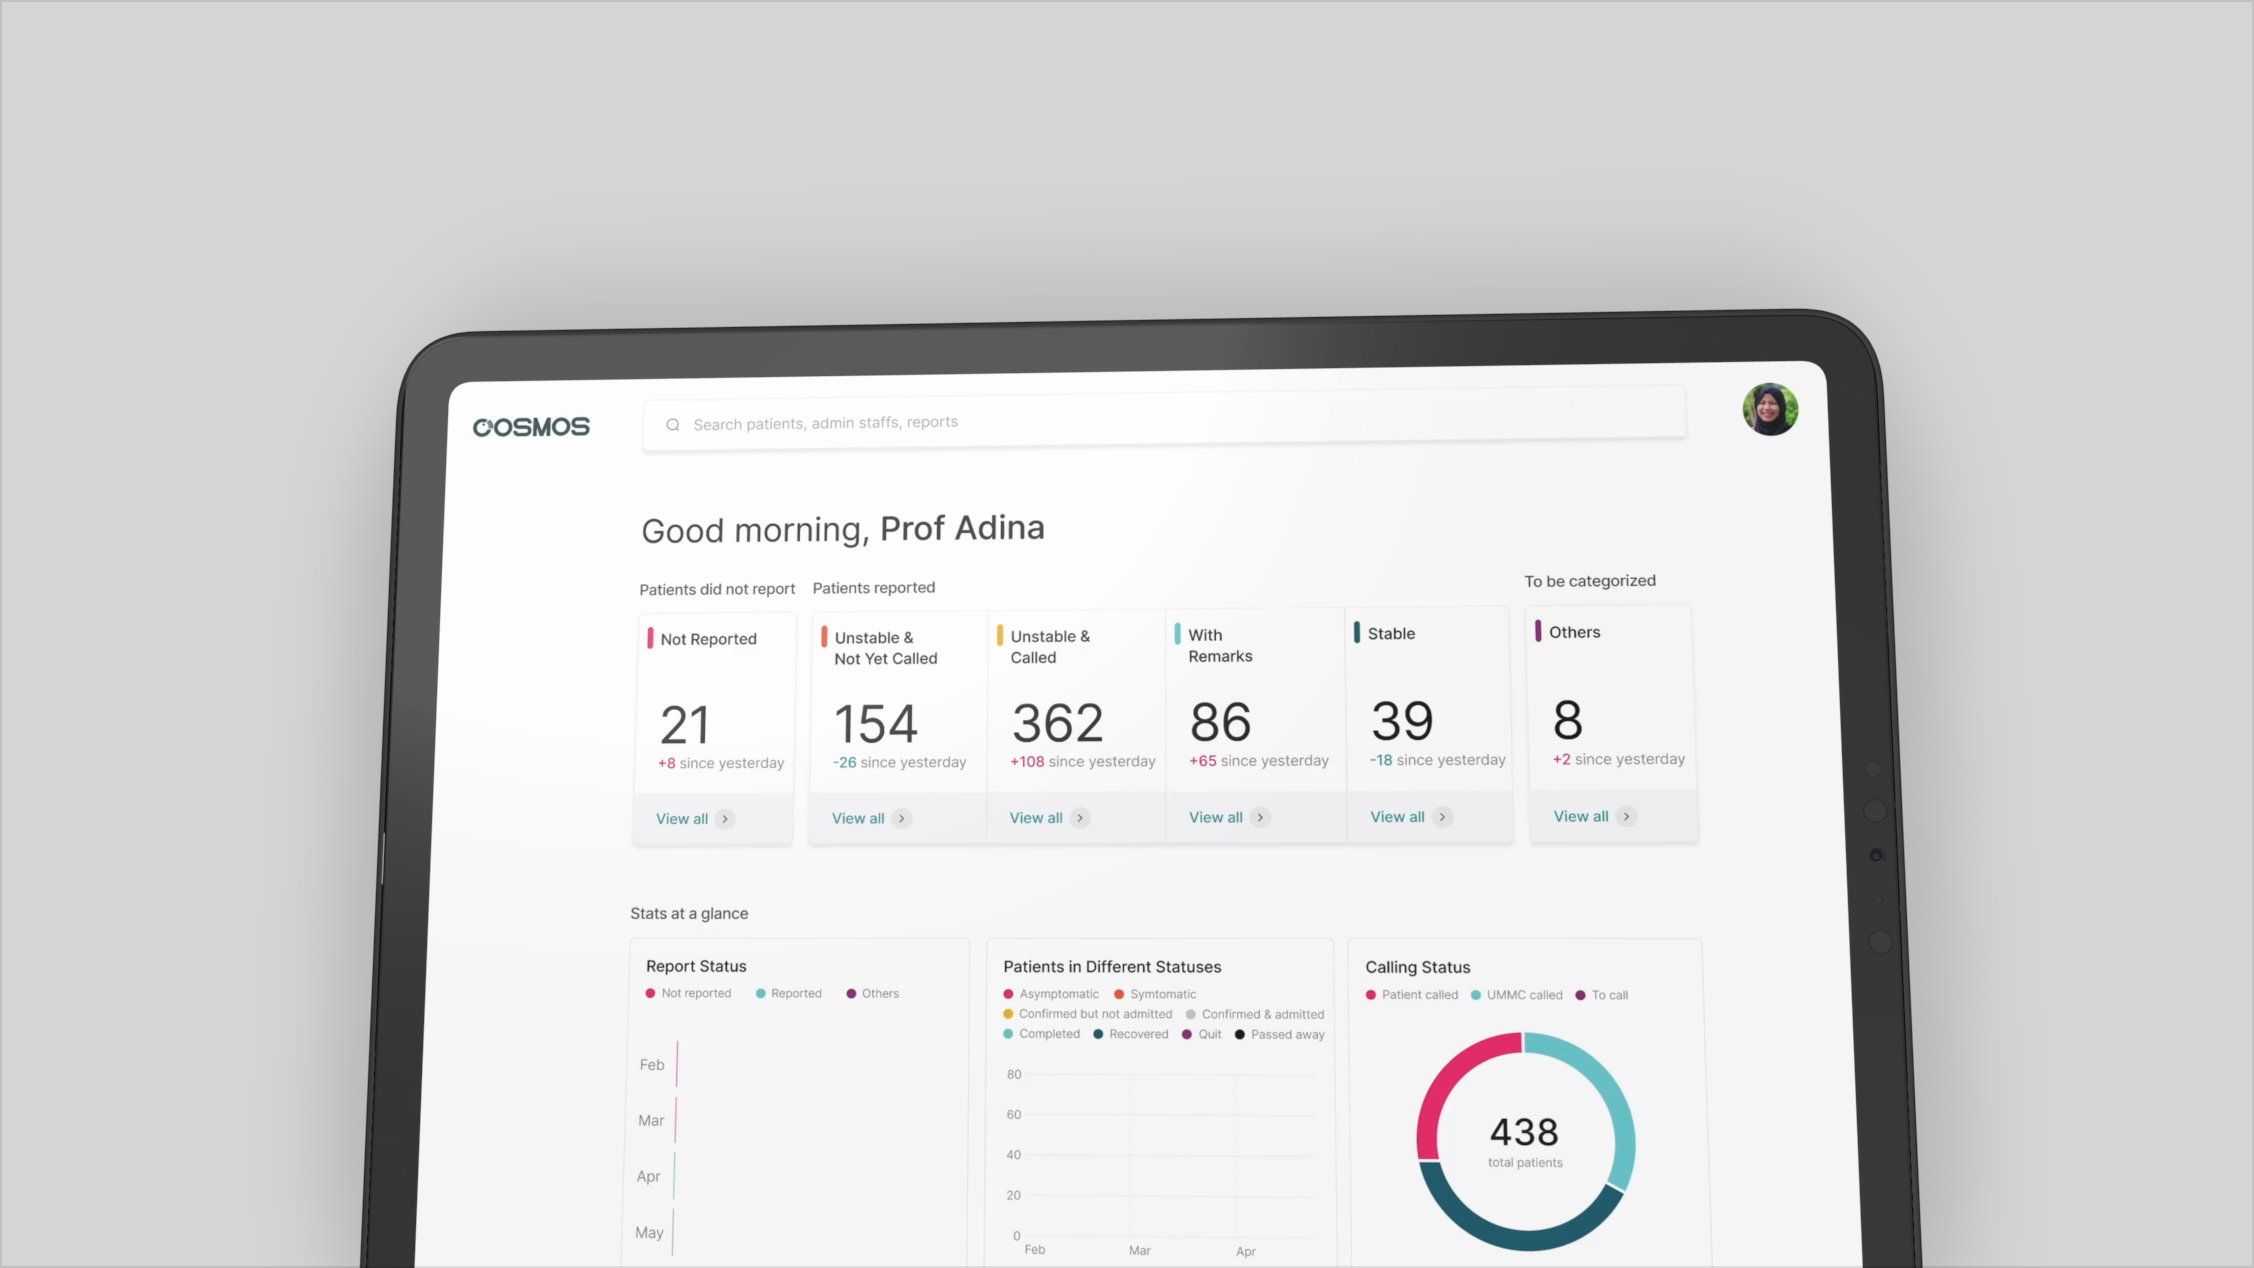 COSMOS
Search patients, admin staffs, reports
Good morning, Prof Adina
Patients did not report
Patients reported
To be categorized
Not Reported
21
+8 since yesterday
View all
Unstable &
Not Yet Called
154
-26 since yesterday
View all
Unstable &
Called
362
+108 since yesterday
View all
With
Remarks
86
+65 since yesterday
View all
Stable
39
-18 since yesterday
View all
Others
8
+2 since yesterday
View all
Stats at a glance
Report Status
Not reported Reported Others
Feb
Mar
Apr
May
Patients in Different Statuses
Asymptomatic Symtomatic
Confirmed but not admitted Confirmed & admitted
Completed Recovered Quit Passed away
80
60
40
20
0
Feb Mar Apr
Calling Status
Patient called UMMC called To call
438
total patients